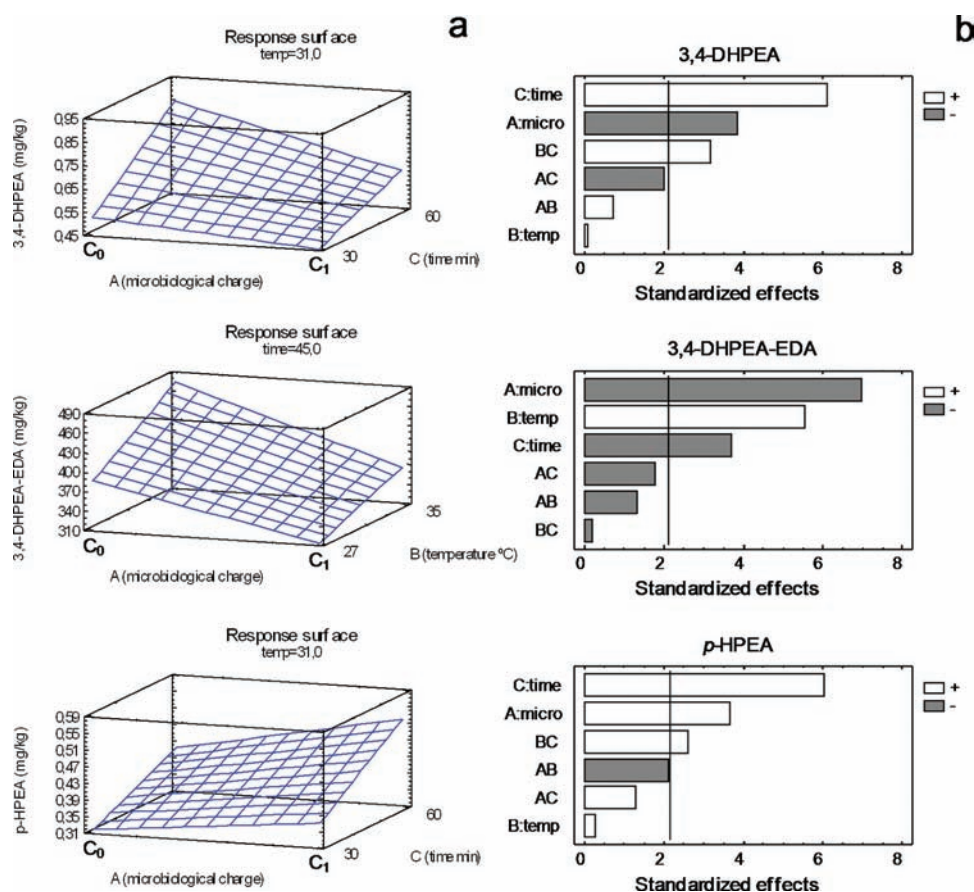 a
Response surface
temp=31,0
3,4-DHPEA (mg/kg)
0,95
0,85
0,75
0,65
0,55
0,45
C0
C1
30
60
A (microbiological charge)
C (time min)
b
3,4-DHPEA
C:time
A:micro
BC
AC
AB
B:temp
+
-
0 2 4 6 8
Standardized effects
Response surface
time=45,0
3,4-DHPEA-EDA (mg/kg)
490
460
430
400
370
340
310
C0
C1
27
35
A (microbiological charge)
B (temperature ºC)
3,4-DHPEA-EDA
A:micro
B:temp
C:time
AC
AB
BC
+
-
0 2 4 6 8
Standardized effects
Response surface
temp=31,0
p-HPEA (mg/kg)
0,59
0,55
0,51
0,47
0,43
0,39
0,35
0,31
C0
C1
30
60
A (microbiological charge)
C (time min)
p-HPEA
C:time
A:micro
BC
AB
AC
B:temp
+
-
0 2 4 6 8
Standardized effects